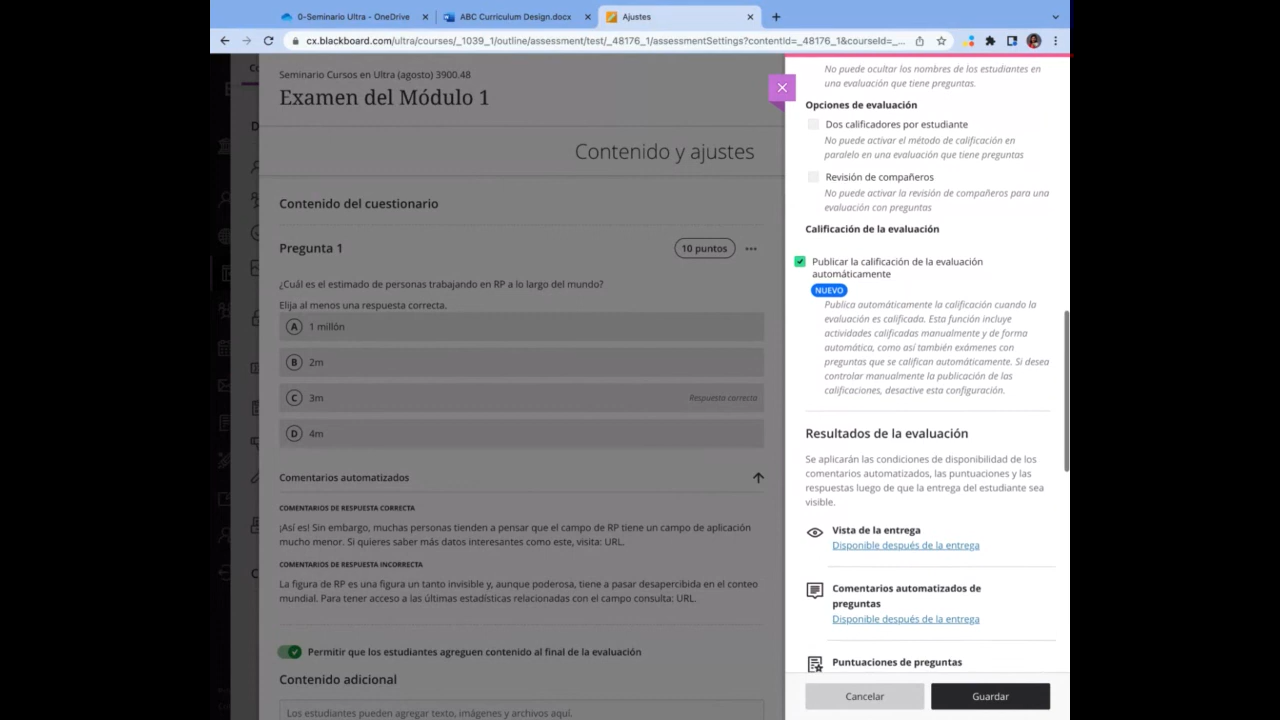 0-Seminario Ultra - OneDrive
ABC Curriculum Design.docx
Ajustes
cx.blackboard.com/ultra/courses/_1039_1/outline/assessment/test/_48176_1/assessmentSettings?contentId=_48176_1&courseId=_...
Seminario Cursos en Ultra (agosto) 3900.48
Examen del Módulo 1
Contenido y ajustes
Contenido del cuestionario
Pregunta 1
10 puntos
¿Cuál es el estimado de personas trabajando en RP a lo largo del mundo?
Elija al menos una respuesta correcta.
A 1 millón
B 2m
C 3m
Respuesta correcta
D 4m
Comentarios automatizados
COMENTARIOS DE RESPUESTA CORRECTA
¡Así es! Sin embargo, muchas personas tienden a pensar que el campo de RP tiene un campo de aplicación
mucho menor. Si quieres saber más datos interesantes como este, visita: URL.
COMENTARIOS DE RESPUESTA INCORRECTA
La figura de RP es una figura un tanto invisible y, aunque poderosa, tiene a pasar desapercibida en el conteo
mundial. Para tener acceso a las últimas estadísticas relacionadas con el campo consulta: URL.
Permitir que los estudiantes agreguen contenido al final de la evaluación
Contenido adicional
Los estudiantes pueden agregar texto, imágenes y archivos aquí.
No puede ocultar los nombres de los estudiantes en
una evaluación que tiene preguntas.
Opciones de evaluación
Dos calificadores por estudiante
No puede activar el método de calificación en
paralelo en una evaluación que tiene preguntas
Revisión de compañeros
No puede activar la revisión de compañeros para una
evaluación con preguntas
Calificación de la evaluación
Publicar la calificación de la evaluación
automáticamente
NUEVO
Publica automáticamente la calificación cuando la
evaluación es calificada. Esta función incluye
actividades calificadas manualmente y de forma
automática, como así también exámenes con
preguntas que se califican automáticamente. Si desea
controlar manualmente la publicación de las
calificaciones, desactive esta configuración.
Resultados de la evaluación
Se aplicarán las condiciones de disponibilidad de los
comentarios automatizados, las puntuaciones y las
respuestas luego de que la entrega del estudiante sea
visible.
Vista de la entrega
Disponible después de la entrega
Comentarios automatizados de
preguntas
Disponible después de la entrega
Puntuaciones de preguntas
Cancelar
Guardar